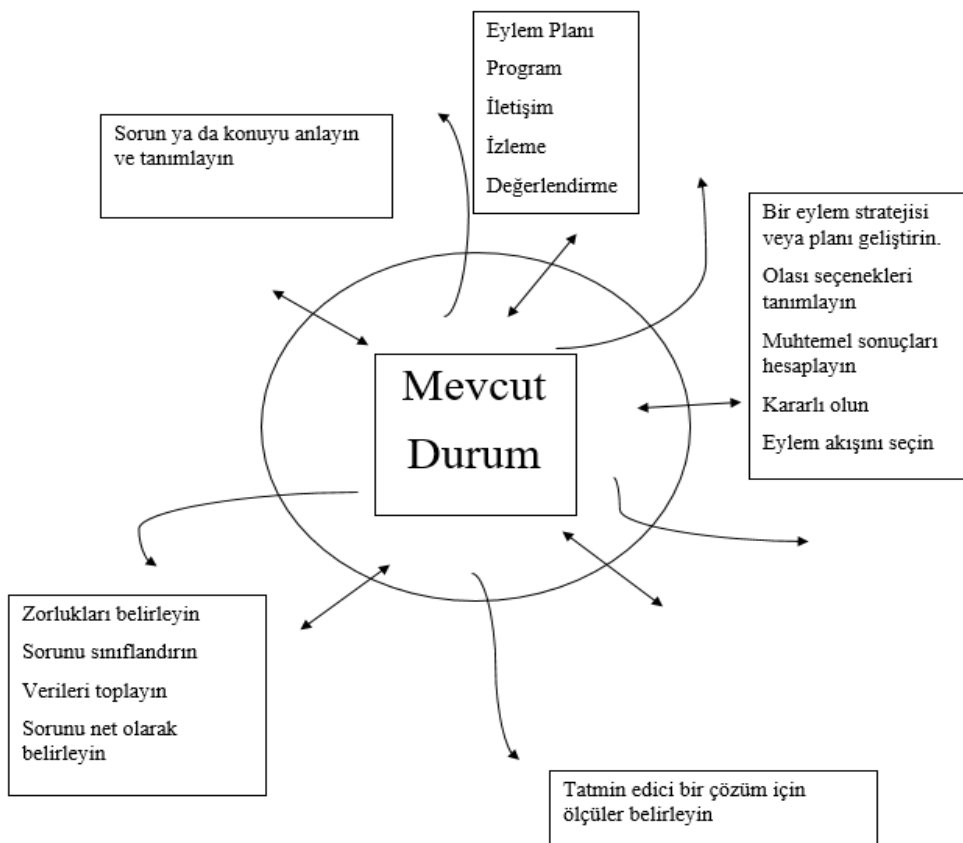 Eylem Planı
Program
İletişim
İzleme
Değerlendirme
Sorun ya da konuyu anlayın
ve tanımlayın
Bir eylem stratejisi
veya planı geliştirin.
Olası seçenekleri
tanımlayın
Muhtemel sonuçları
hesaplayın
Kararlı olun
Eylem akışını seçin
Mevcut
Durum
Zorlukları belirleyin
Sorunu sınıflandırın
Verileri toplayın
Sorunu net olarak
belirleyin
Tatmin edici bir çözüm için
ölçüler belirleyin